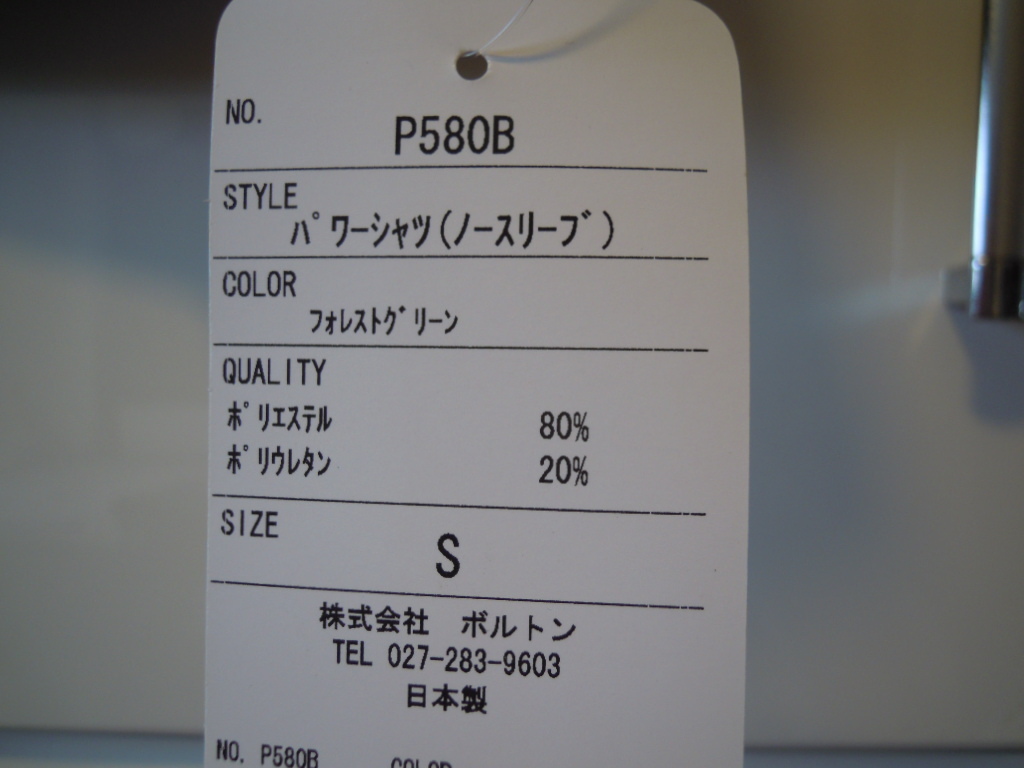 NO.
P580B
STYLE
ﾊﾟﾜｰｼｬﾂ(ﾉｰｽﾘｰﾌﾞ)
COLOR
ﾌｫﾚｽﾄｸﾞﾘｰﾝ
QUALITY
ﾎﾟﾘｴｽﾃﾙ 80%
ﾎﾟﾘｳﾚﾀﾝ 20%
SIZE
S
株式会社 ボルトン
TEL 027-283-9603
日本製
NO. P580B COLOR